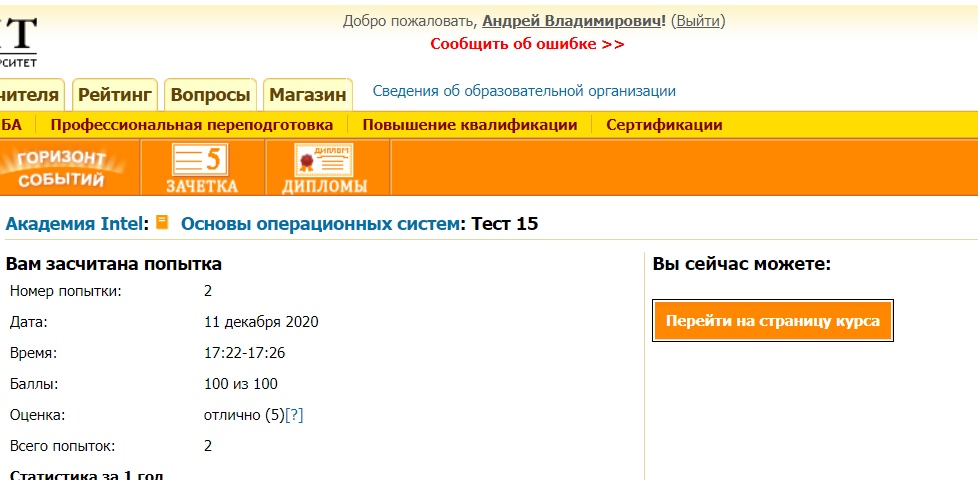 Добро пожаловать, Андрей Владимирович! (Выйти)
Сообщить об ошибке >>
Т
РСИТЕТ
чителя Рейтинг Вопросы Магазин Сведения об образовательной организации
БА Профессиональная переподготовка Повышение квалификации Сертификации
ГОРИЗОНТ
СОБЫТИЙ
5
ЗАЧЕТКА
ДИПЛОМ
ДИПЛОМЫ
Академия Intel: Основы операционных систем: Тест 15
Вам засчитана попытка
Номер попытки: 2
Дата: 11 декабря 2020
Время: 17:22-17:26
Баллы: 100 из 100
Оценка: отлично (5)[?]
Всего попыток: 2
Статистика за 1 год
Вы сейчас можете:
Перейти на страницу курса